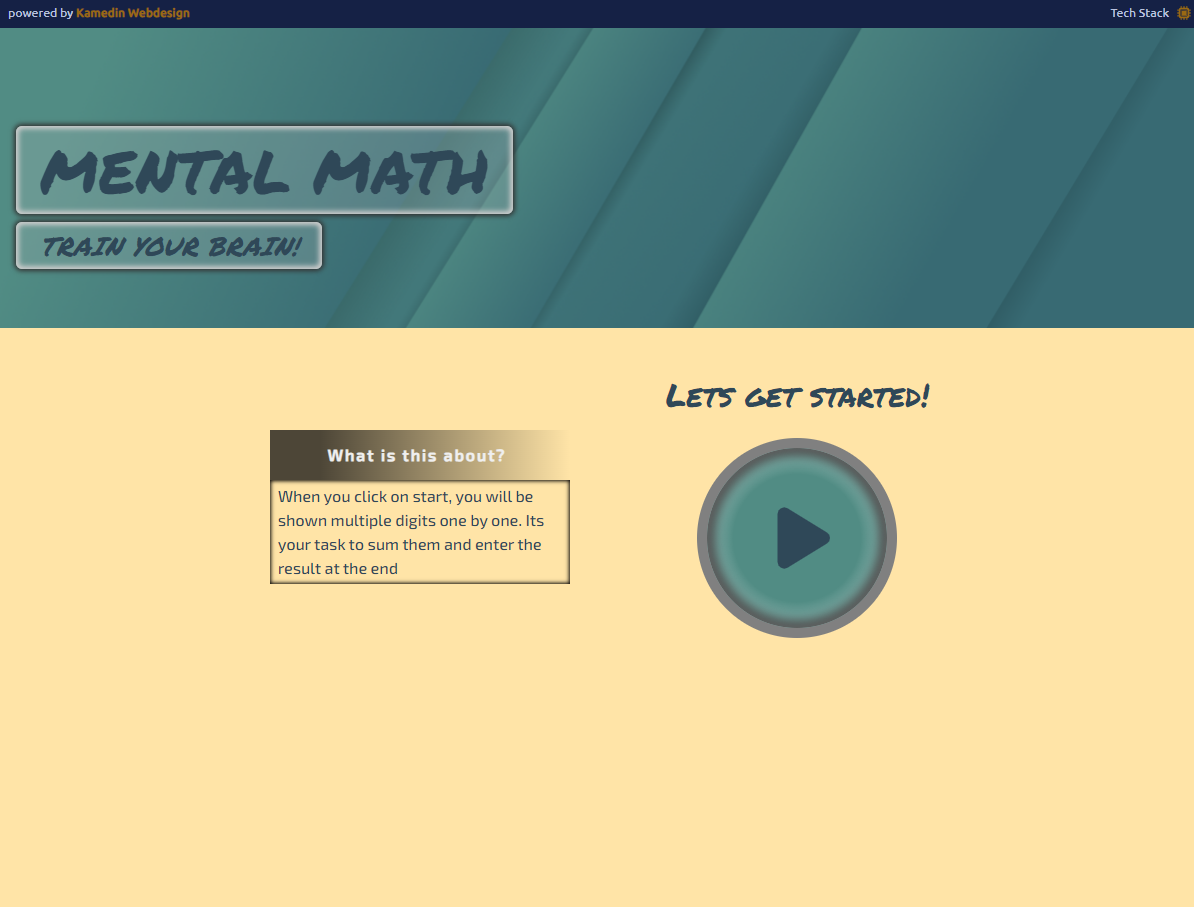 powered by Kamedin Webdesign
Tech Stack
MENTAL MATH
TRAIN YOUR BRAIN!
LETS GET STARTED!
What is this about?
When you click on start, you will be
shown multiple digits one by one. Its
your task to sum them and enter the
result at the end